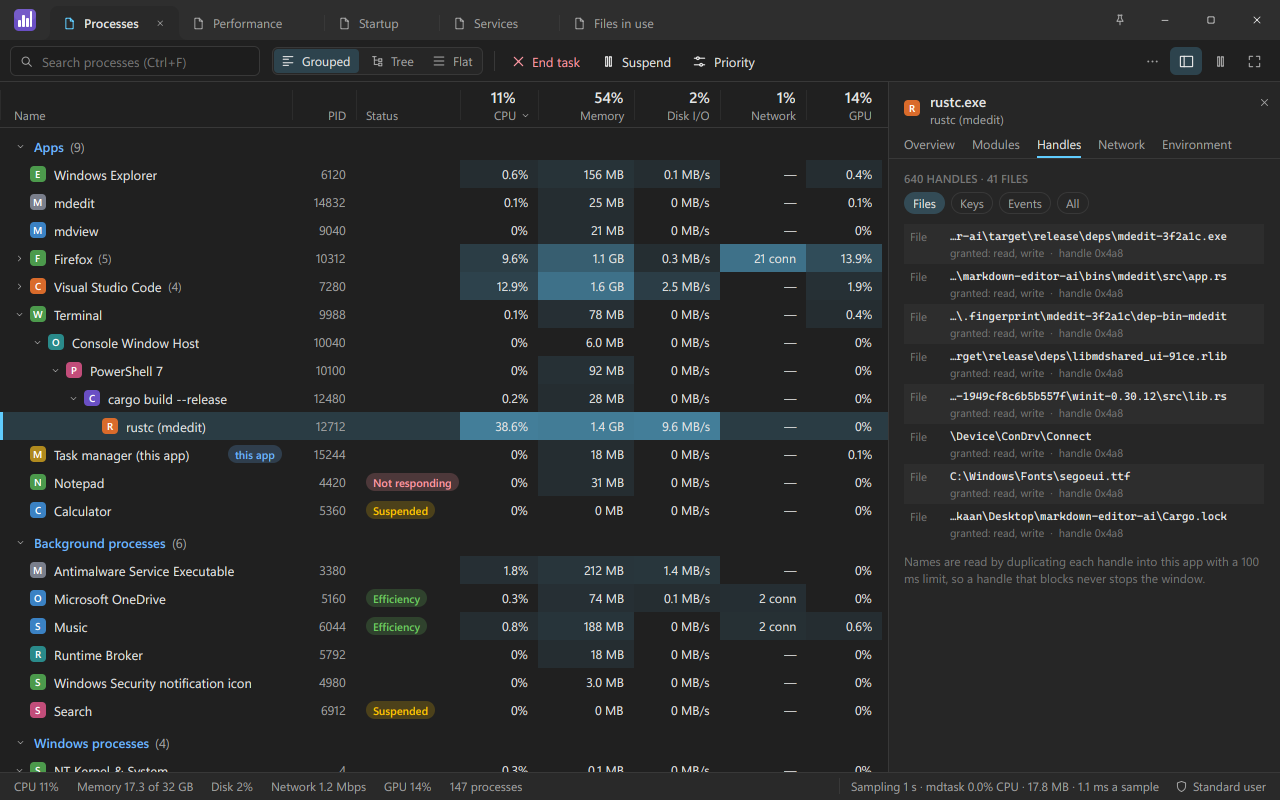 Processes × Performance Startup Services Files in use
Search processes (Ctrl+F) Grouped Tree Flat End task Suspend Priority
Name PID Status 11% CPU 54% Memory 2% Disk I/O 1% Network 14% GPU
Apps (9)
E Windows Explorer 6120 0.6% 156 MB 0.1 MB/s — 0.4%
M mdedit 14832 0.1% 25 MB 0 MB/s — 0.1%
M mdview 9040 0% 21 MB 0 MB/s — 0%
F Firefox (5) 10312 9.6% 1.1 GB 0.3 MB/s 21 conn 13.9%
C Visual Studio Code (4) 7280 12.9% 1.6 GB 2.5 MB/s — 1.9%
W Terminal 9988 0.1% 78 MB 0 MB/s — 0.4%
O Console Window Host 10040 0% 6.0 MB 0 MB/s — 0%
P PowerShell 7 10100 0% 92 MB 0 MB/s — 0%
C cargo build --release 12480 0.2% 28 MB 0 MB/s — 0%
R rustc (mdedit) 12712 38.6% 1.4 GB 9.6 MB/s — 0%
M Task manager (this app) this app 15244 0% 18 MB 0 MB/s — 0.1%
N Notepad 4420 Not responding 0% 31 MB 0 MB/s — 0%
C Calculator 5360 Suspended 0% 0 MB 0 MB/s — 0%
Background processes (6)
M Antimalware Service Executable 3380 1.8% 212 MB 1.4 MB/s — 0%
O Microsoft OneDrive 5160 Efficiency 0.3% 74 MB 0.1 MB/s 2 conn 0%
S Music 6044 Efficiency 0.8% 188 MB 0 MB/s 2 conn 0.6%
R Runtime Broker 5792 0% 18 MB 0 MB/s — 0%
S Windows Security notification icon 4980 0% 3.0 MB 0 MB/s — 0%
S Search 6912 Suspended 0% 0 MB 0 MB/s — 0%
Windows processes (4)
S NT Kernel & System 4 0.3% 0.1 MB 0 MB/s — 0%
R rustc.exe
rustc (mdedit)
Overview Modules Handles Network Environment
640 HANDLES · 41 FILES
Files Keys Events All
File …r-ai\target\release\deps\mdedit-3f2a1c.exe
granted: read, write · handle 0x4a8
File …\markdown-editor-ai\bins\mdedit\src\app.rs
granted: read, write · handle 0x4a8
File …\.fingerprint\mdedit-3f2a1c\dep-bin-mdedit
granted: read, write · handle 0x4a8
File …rget\release\deps\libmdshared_ui-91ce.rlib
granted: read, write · handle 0x4a8
File …-1949cf8c6b5b557f\winit-0.30.12\src\lib.rs
granted: read, write · handle 0x4a8
File \Device\ConDrv\Connect
granted: read, write · handle 0x4a8
File C:\Windows\Fonts\segoeui.ttf
granted: read, write · handle 0x4a8
File …kaan\Desktop\markdown-editor-ai\Cargo.lock
granted: read, write · handle 0x4a8
Names are read by duplicating each handle into this app with a 100
ms limit, so a handle that blocks never stops the window.
CPU 11% Memory 17.3 of 32 GB Disk 2% Network 1.2 Mbps GPU 14% 147 processes Sampling 1 s · mdtask 0.0% CPU · 17.8 MB · 1.1 ms a sample Standard user